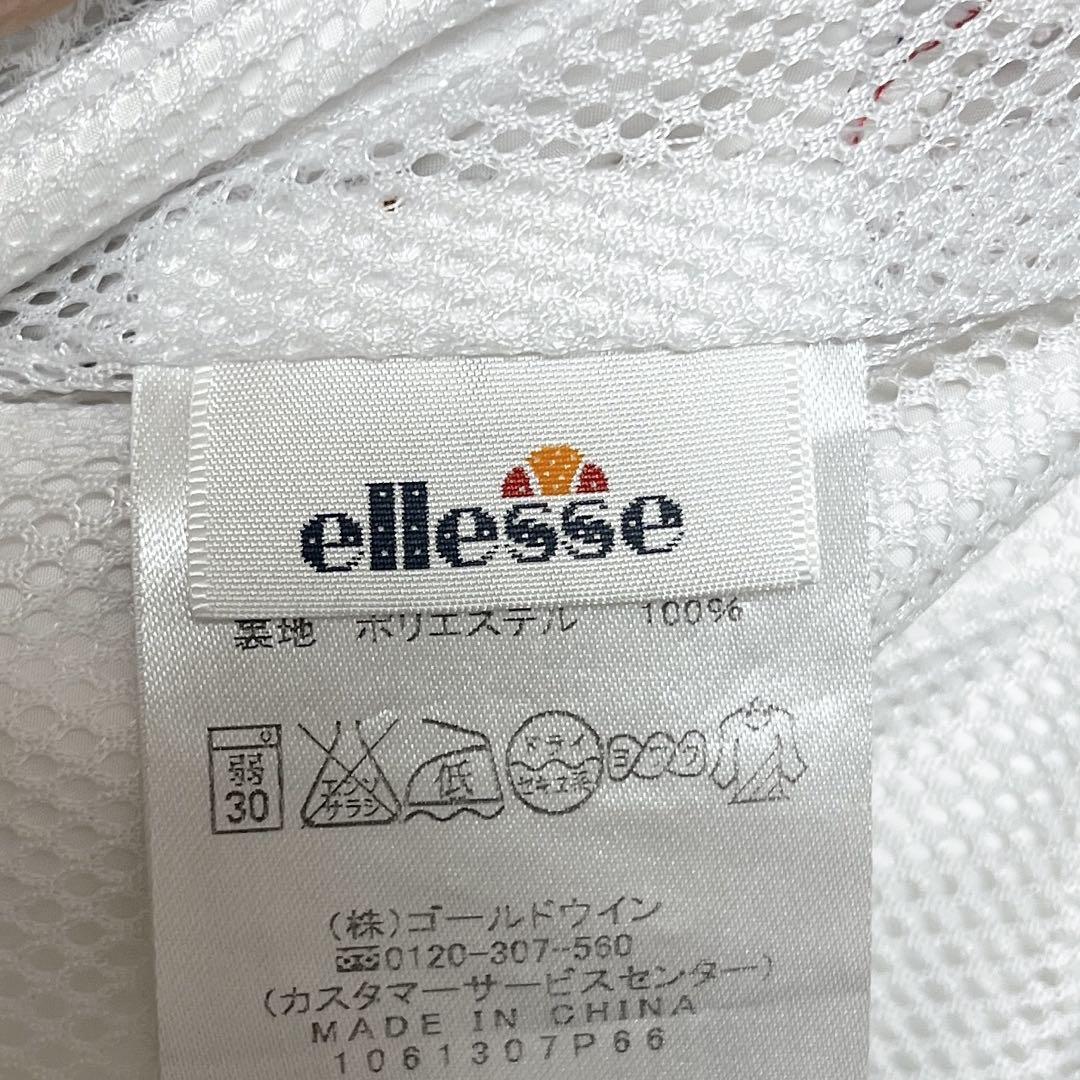 ellesse
裏地 ポリエステル 100%
弱 30 エンソ サラシ 低 ドライ セキユ系 ヨワク
(株)ゴールドウイン
0120-307-560
(カスタマーサービスセンター)
MADE IN CHINA
1061307P66